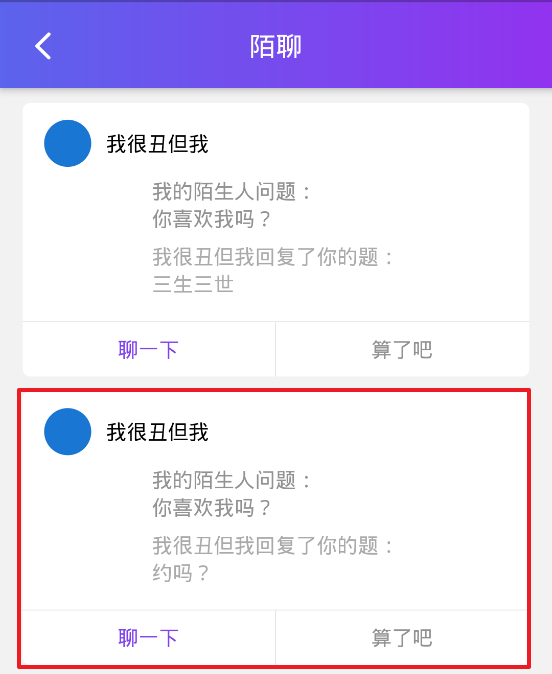 陌聊
我很丑但我
我的陌生人问题：
你喜欢我吗？
我很丑但我回复了你的题：
三生三世
聊一下
算了吧
我很丑但我
我的陌生人问题：
你喜欢我吗？
我很丑但我回复了你的题：
约吗？
聊一下
算了吧